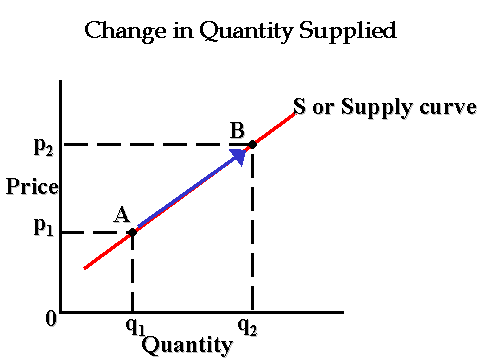 Change in Quantity Supplied
S or Supply curve
B
p2
Price
A
p1
0
q1
q2
Quantity